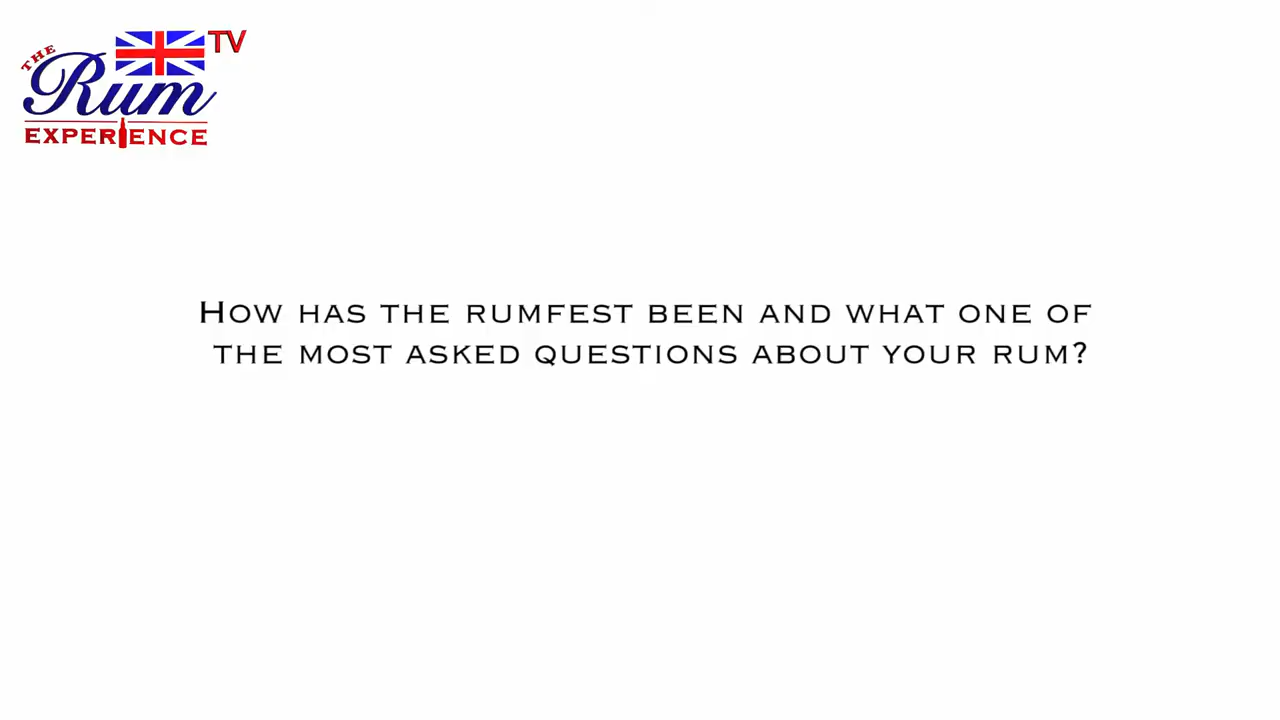 THE
Rum
TV
EXPERIENCE
HOW HAS THE RUMFEST BEEN AND WHAT ONE OF
THE MOST ASKED QUESTIONS ABOUT YOUR RUM?